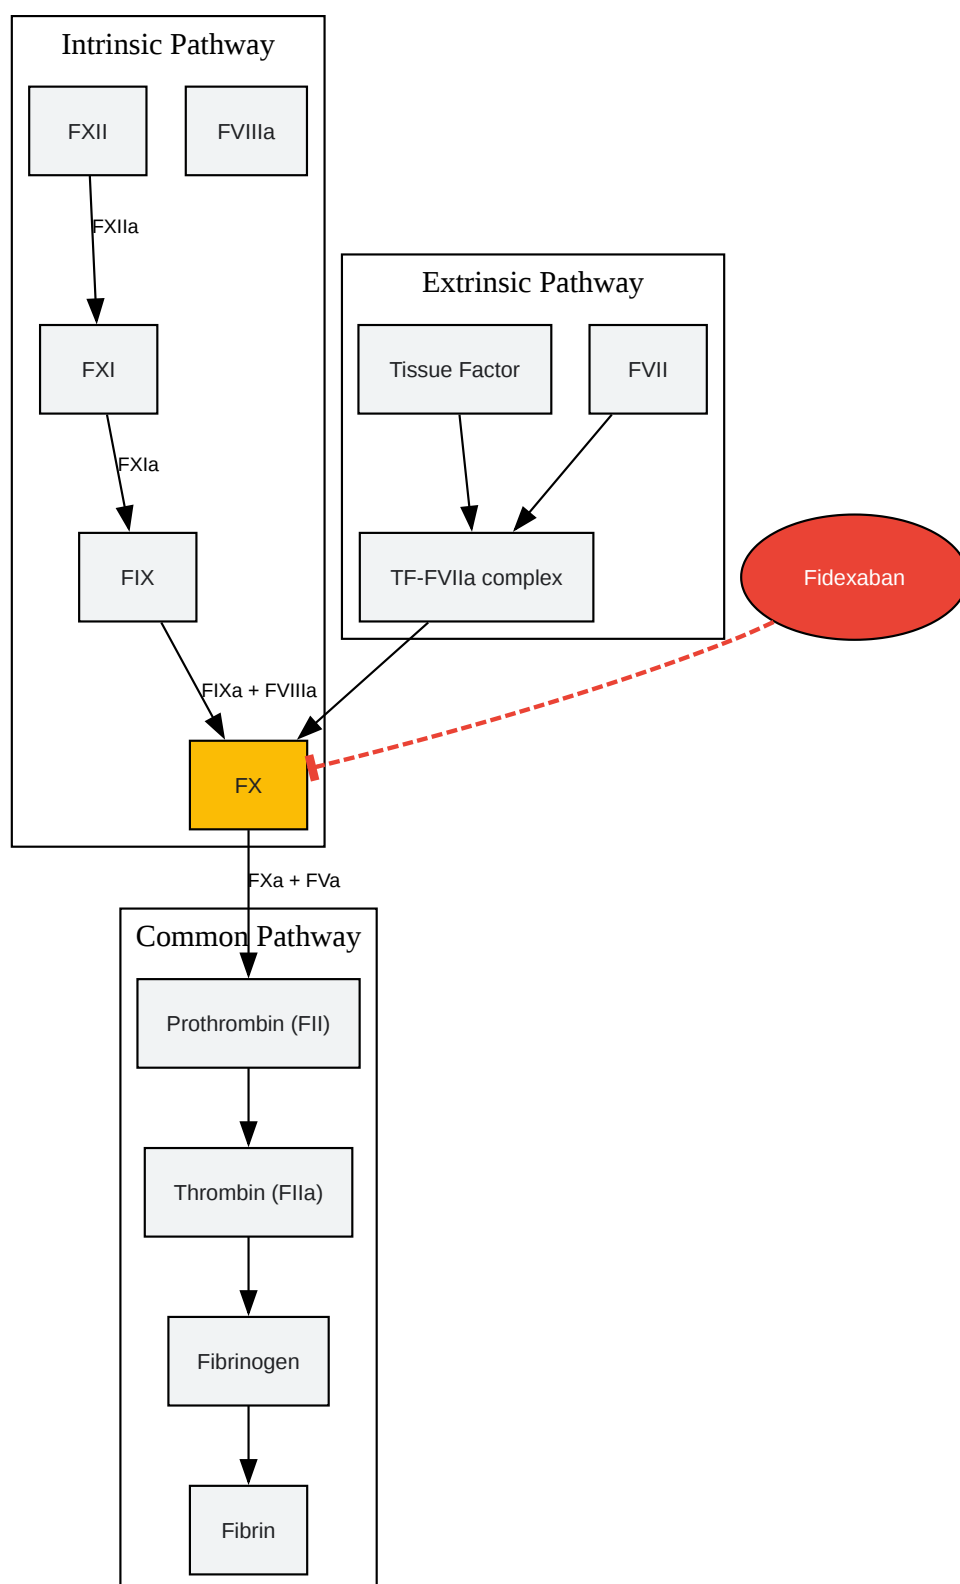 Intrinsic Pathway
FXII
FVIIIa
FXIIa
Extrinsic Pathway
FXI
Tissue Factor
FVII
FXIa
FIX
TF-FVIIa complex
Fidexaban
FIXa + FVIIIa
FX
FXa + FVa
Common Pathway
Prothrombin (FII)
Thrombin (FIIa)
Fibrinogen
Fibrin